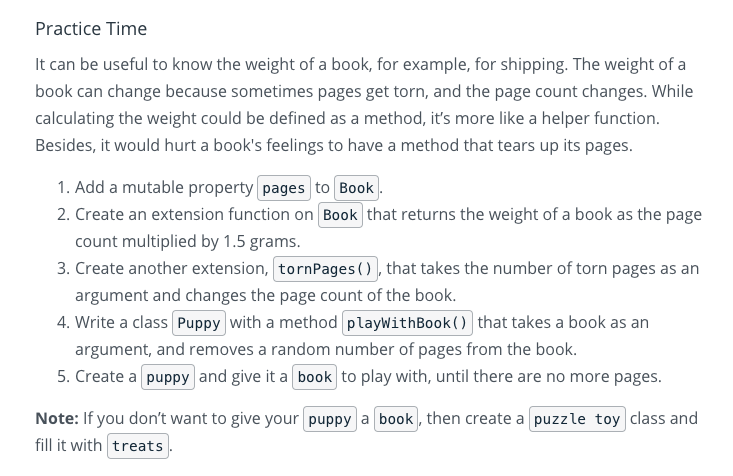 Practice Time
It can be useful to know the weight of a book, for example, for shipping. The weight of a
book can change because sometimes pages get torn, and the page count changes. While
calculating the weight could be defined as a method, it’s more like a helper function.
Besides, it would hurt a book's feelings to have a method that tears up its pages.
1. Add a mutable property pages to Book.
2. Create an extension function on Book that returns the weight of a book as the page
count multiplied by 1.5 grams.
3. Create another extension, tornPages(), that takes the number of torn pages as an
argument and changes the page count of the book.
4. Write a class Puppy with a method playWithBook() that takes a book as an
argument, and removes a random number of pages from the book.
5. Create a puppy and give it a book to play with, until there are no more pages.
Note: If you don’t want to give your puppy a book, then create a puzzle toy class and
fill it with treats.